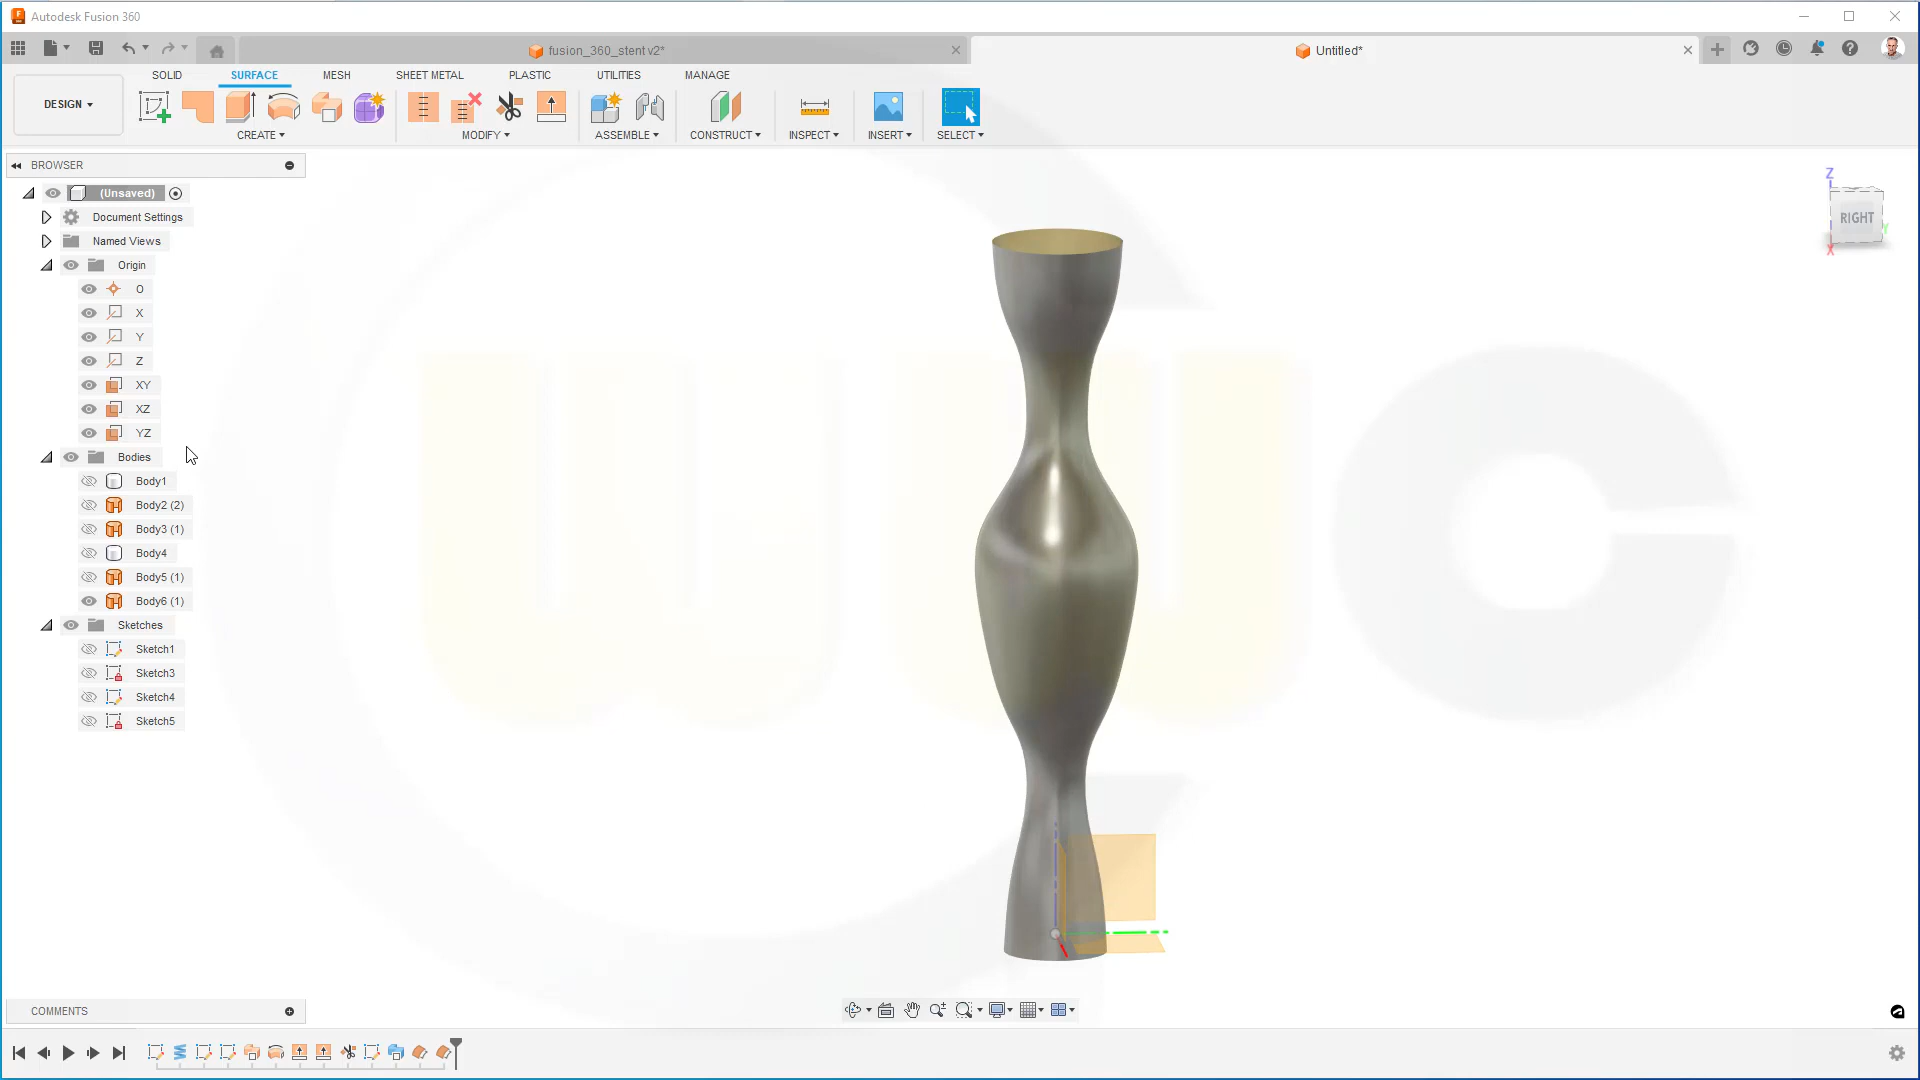 Autodesk Fusion 360
fusion_360_stent v2*
Untitled*
DESIGN
SOLID
SURFACE
MESH
SHEET METAL
PLASTIC
UTILITIES
MANAGE
CREATE
MODIFY
ASSEMBLE
CONSTRUCT
INSPECT
INSERT
SELECT
BROWSER
(Unsaved)
Document Settings
Named Views
Origin
O
X
Y
Z
XY
XZ
YZ
Bodies
Body1
Body2 (2)
Body3 (1)
Body4
Body5 (1)
Body6 (1)
Sketches
Sketch1
Sketch3
Sketch4
Sketch5
Z
RIGHT
Y
X
COMMENTS